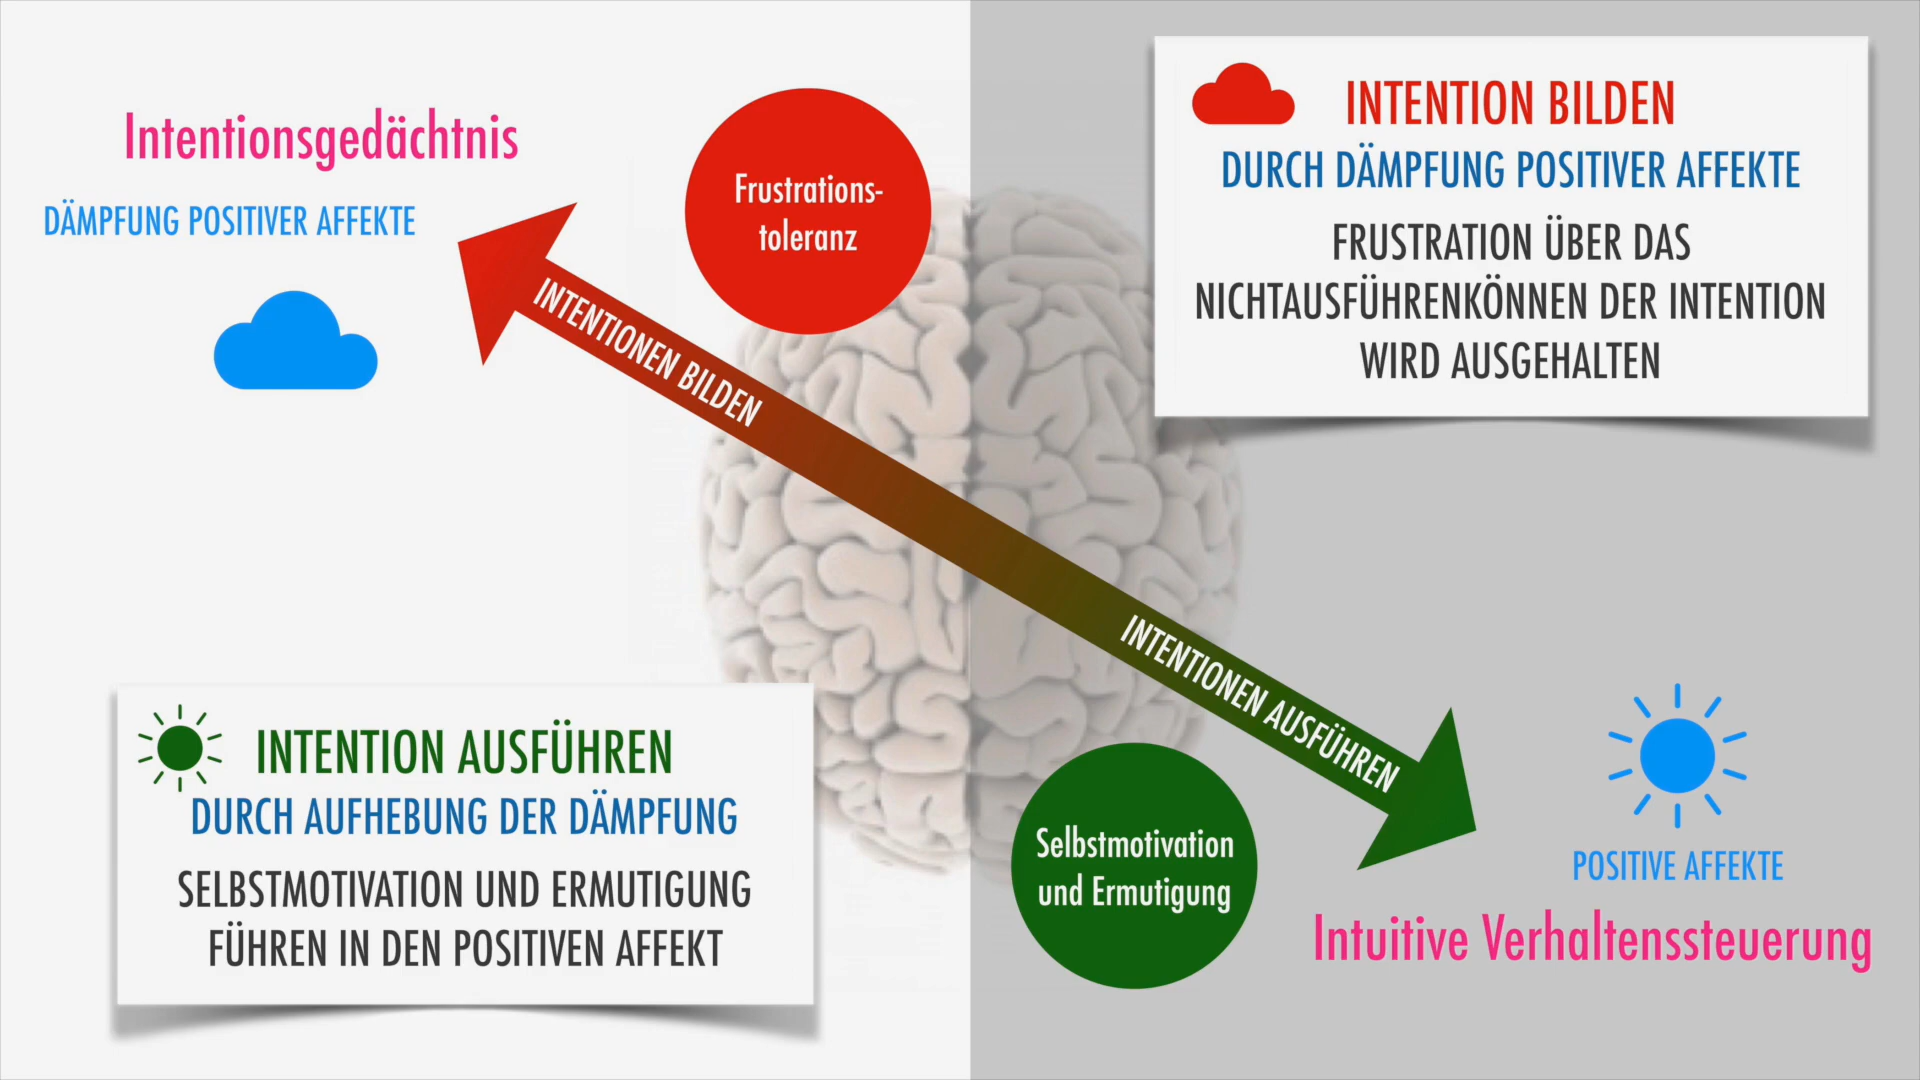 Intentionsgedächtnis
DÄMPFUNG POSITIVER AFFEKTE
Frustrations-
toleranz
INTENTION BILDEN
DURCH DÄMPFUNG POSITIVER AFFEKTE
FRUSTRATION ÜBER DAS
NICHTAUSFÜHRENKÖNNEN DER INTENTION
WIRD AUSGEHALTEN
INTENTIONEN BILDEN
INTENTIONEN AUSFÜHREN
INTENTION AUSFÜHREN
DURCH AUFHEBUNG DER DÄMPFUNG
SELBSTMOTIVATION UND ERMUTIGUNG
FÜHREN IN DEN POSITIVEN AFFEKT
Selbstmotivation
und Ermutigung
POSITIVE AFFEKTE
Intuitive Verhaltenssteuerung